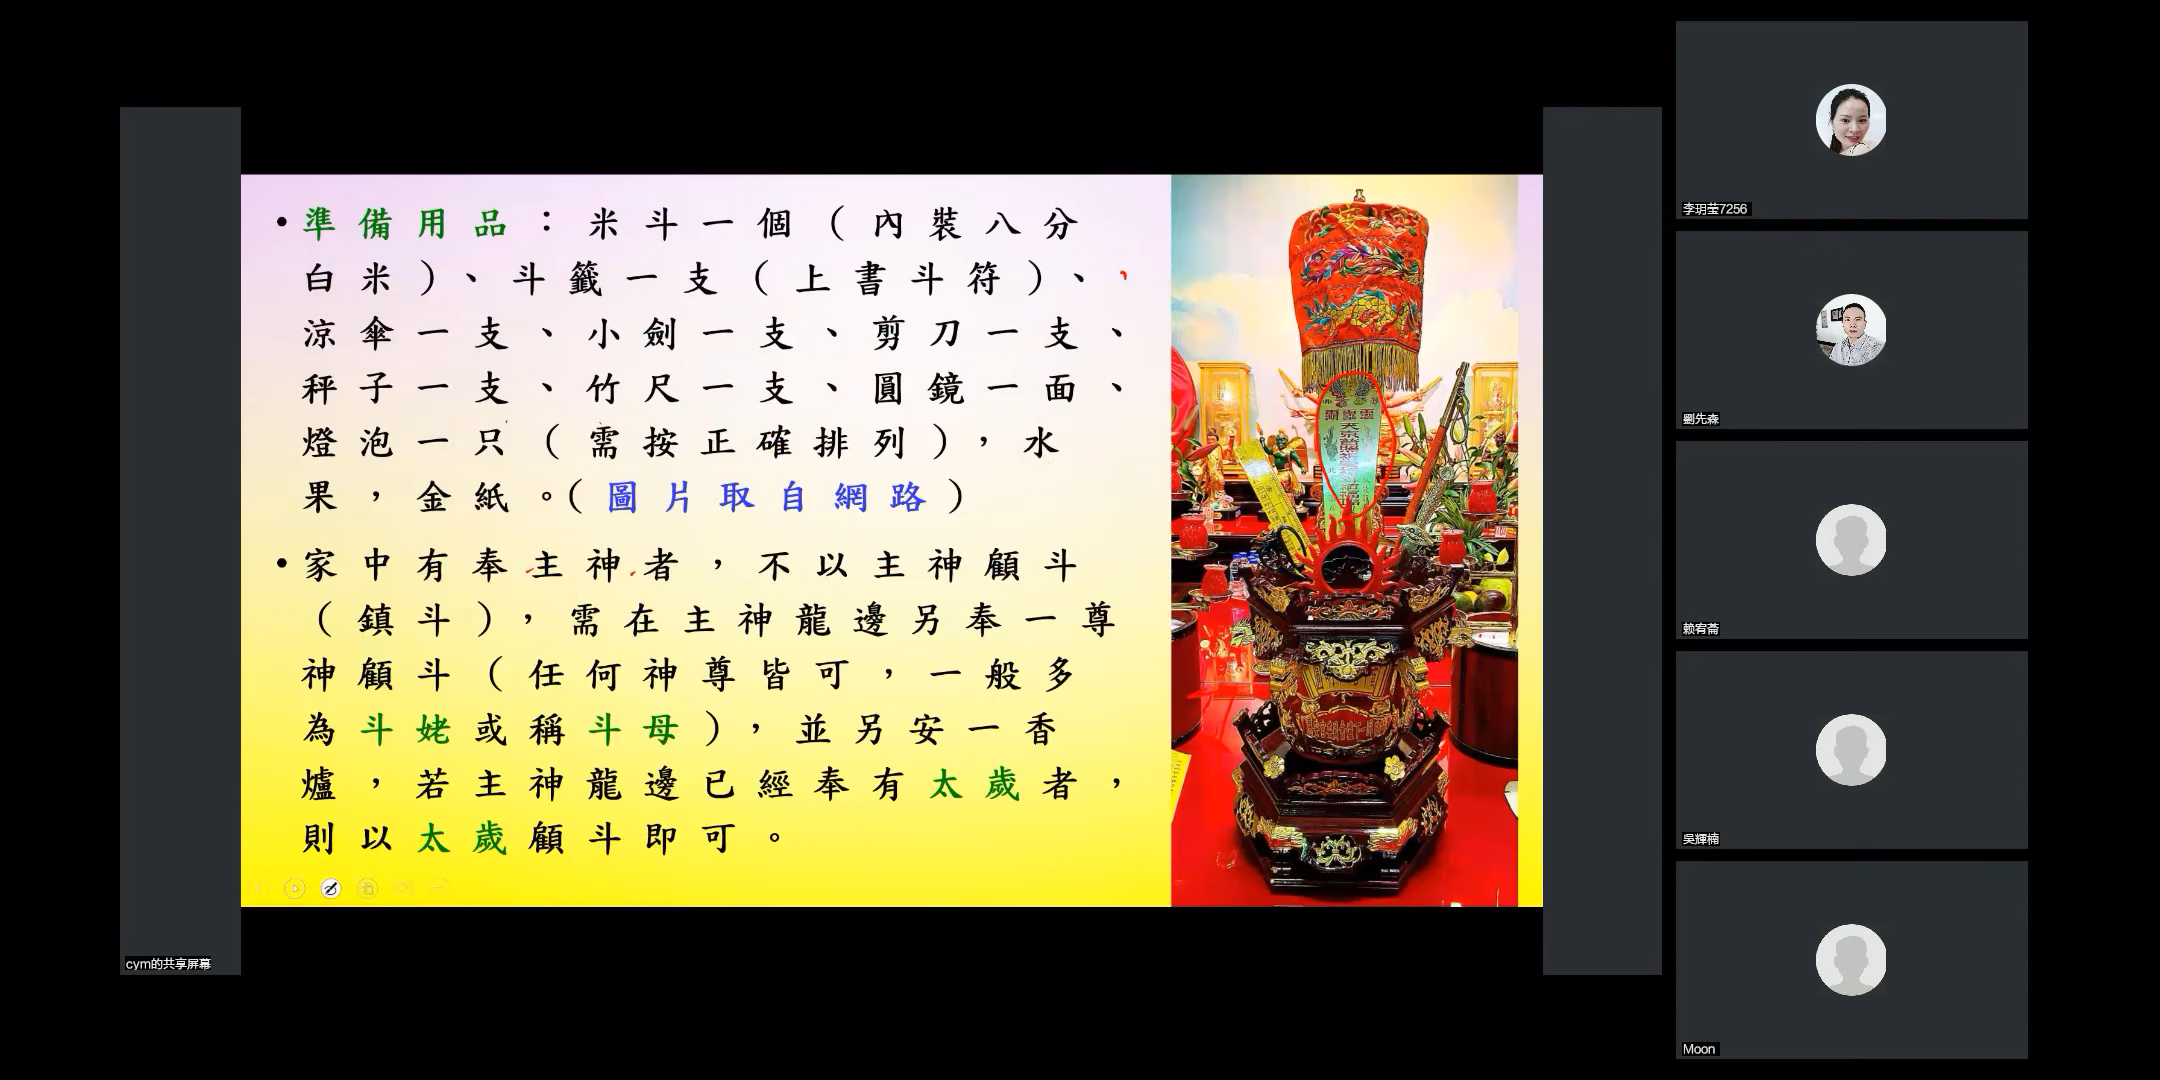 • 準備用品：米斗一個（內裝八分
白米）、斗籤一支（上書斗符）、
涼傘一支、小劍一支、剪刀一支、
秤子一支、竹尺一支、圓鏡一面、
燈泡一只（需按正確排列），水
果，金紙。（圖片取自網路）
• 家中有奉主神者，不以主神顧斗
（鎮斗），需在主神龍邊另奉一尊
神顧斗（任何神尊皆可，一般多
為斗姥或稱斗母），並另安一香
爐，若主神龍邊已經奉有太歲者，
則以太歲顧斗即可。
cym的共享屏幕
李玥莹7256
劉先森
赖宥蓊
吳輝楠
Moon